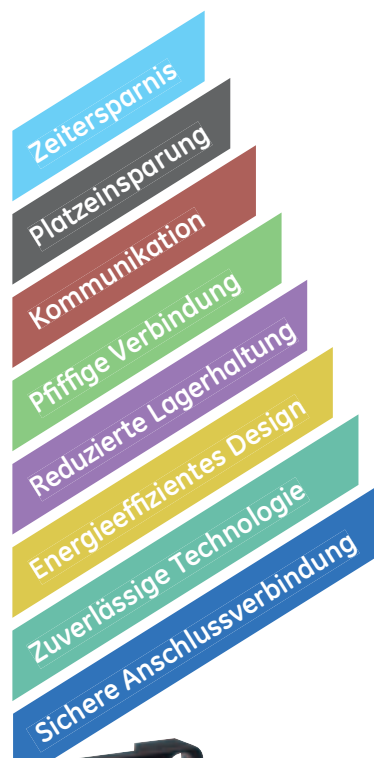 Zeitersparnis
Platzeinsparung
Kommunikation
Pfiffige Verbindung
Reduzierte Lagerhaltung
Energieeffizientes Design
Zuverlässige Technologie
Sichere Anschlussverbindung